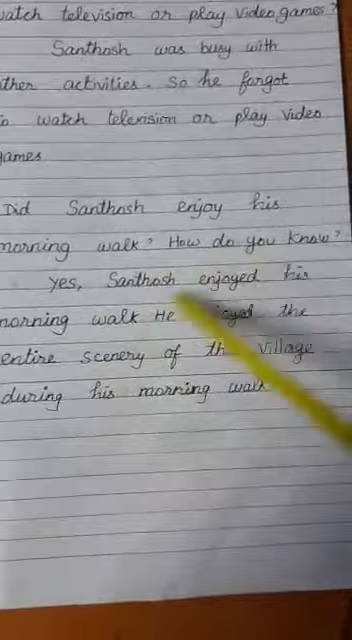 watch television or play video games?
Santhosh was busy with
other activities. So he forgot
to watch television or play video
games
Did Santhosh enjoy his
morning walk? How do you know?
Yes, Santhosh enjoyed his
morning walk He the
entire scenery of village
during his morning walk